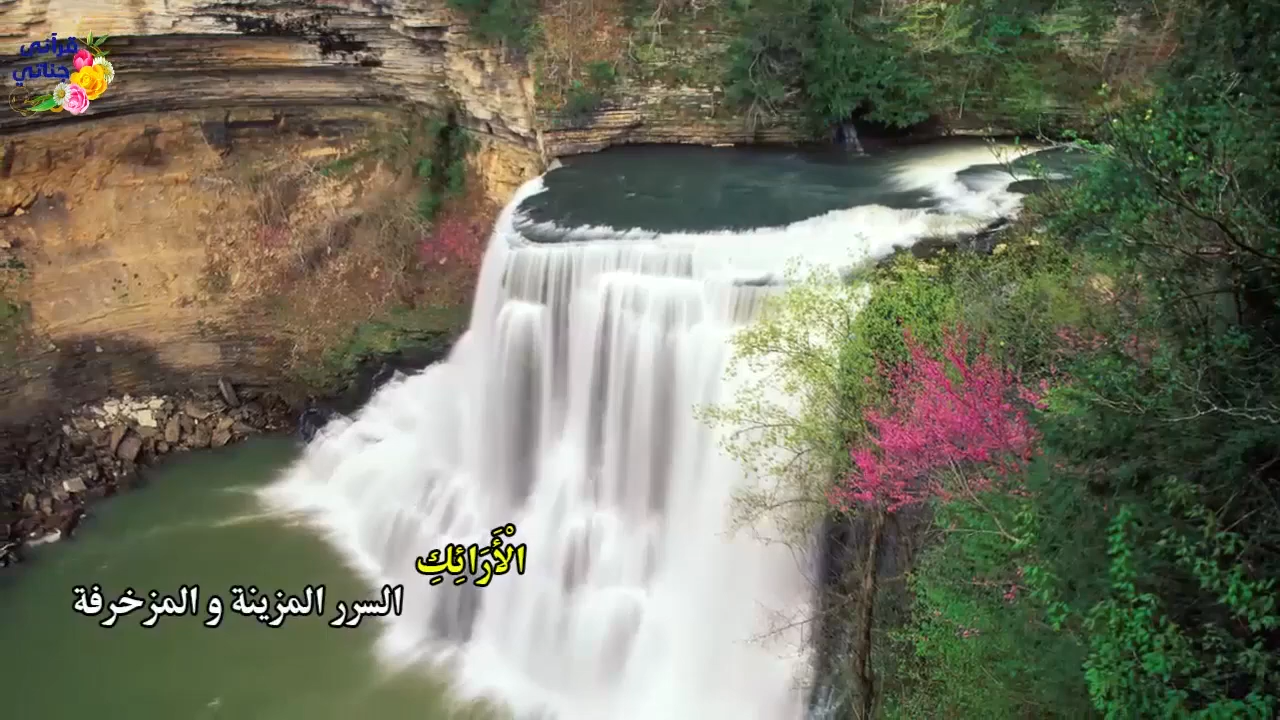 قرآني
جناني
الْأَرَائِكِ
السرر المزينة و المزخرفة